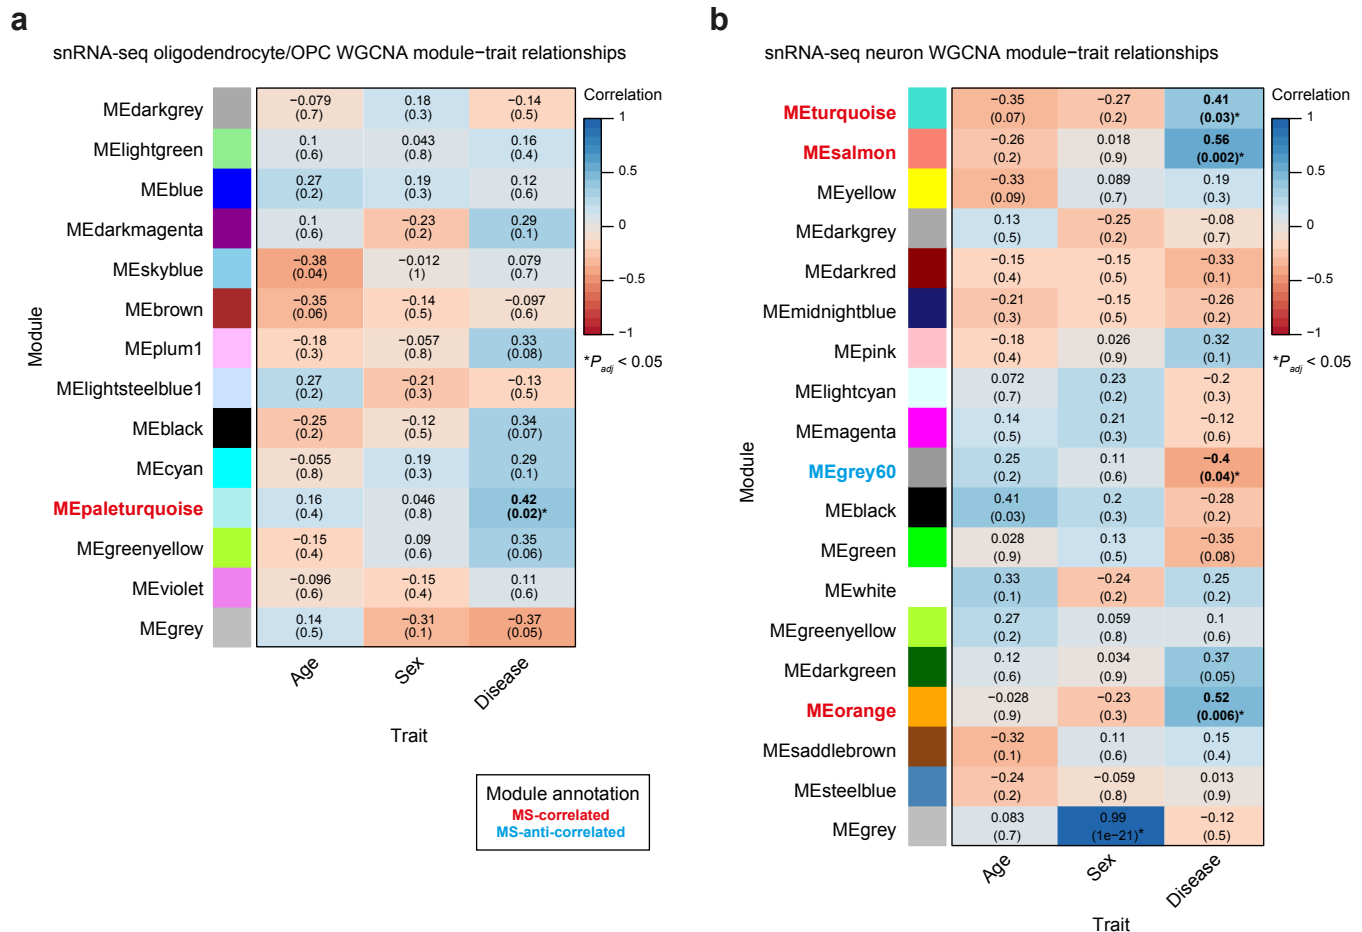 a
snRNA-seq oligodendrocyte/OPC WGCNA module−trait relationships
Module
MEdarkgrey
−0.079 0.18 −0.14
(0.7) (0.3) (0.5)
MElightgreen
0.1 0.043 0.16
(0.6) (0.8) (0.4)
MEblue
0.27 0.19 0.12
(0.2) (0.3) (0.6)
MEdarkmagenta
0.1 −0.23 0.29
(0.6) (0.2) (0.1)
MEskyblue
−0.38 −0.012 0.079
(0.04) (1) (0.7)
MEbrown
−0.35 −0.14 −0.097
(0.06) (0.5) (0.6)
MEplum1
−0.18 −0.057 0.33
(0.3) (0.8) (0.08)
MElightsteelblue1
0.27 −0.21 −0.13
(0.2) (0.3) (0.5)
MEblack
−0.25 −0.12 0.34
(0.2) (0.5) (0.07)
MEcyan
−0.055 0.19 0.29
(0.8) (0.3) (0.1)
MEpaleturquoise
0.16 0.046 0.42
(0.4) (0.8) (0.02)*
MEgreenyellow
−0.15 0.09 0.35
(0.4) (0.6) (0.06)
MEviolet
−0.096 −0.15 0.11
(0.6) (0.4) (0.6)
MEgrey
0.14 −0.31 −0.37
(0.5) (0.1) (0.05)
Age Sex Disease
Trait
Correlation
1
0.5
0
−0.5
−1
*Padj < 0.05
Module annotation
MS-correlated
MS-anti-correlated
b
snRNA-seq neuron WGCNA module−trait relationships
Module
MEturquoise
−0.35 −0.27 0.41
(0.07) (0.2) (0.03)*
MEsalmon
−0.26 0.018 0.56
(0.2) (0.9) (0.002)*
MEyellow
−0.33 0.089 0.19
(0.09) (0.7) (0.3)
MEdarkgrey
0.13 −0.25 −0.08
(0.5) (0.2) (0.7)
MEdarkred
−0.15 −0.15 −0.33
(0.4) (0.5) (0.1)
MEmidnightblue
−0.21 −0.15 −0.26
(0.3) (0.5) (0.2)
MEpink
−0.18 0.026 0.32
(0.4) (0.9) (0.1)
MElightcyan
0.072 0.23 −0.2
(0.7) (0.2) (0.3)
MEmagenta
0.14 0.21 −0.12
(0.5) (0.3) (0.6)
MEgrey60
0.25 0.11 −0.4
(0.2) (0.6) (0.04)*
MEblack
0.41 0.2 −0.28
(0.03) (0.3) (0.2)
MEgreen
0.028 0.13 −0.35
(0.9) (0.5) (0.08)
MEwhite
0.33 −0.24 0.25
(0.1) (0.2) (0.2)
MEgreenyellow
0.27 0.059 0.1
(0.2) (0.8) (0.6)
MEdarkgreen
0.12 0.034 0.37
(0.6) (0.9) (0.05)
MEorange
−0.028 −0.23 0.52
(0.9) (0.3) (0.006)*
MEsaddlebrown
−0.32 0.11 0.15
(0.1) (0.6) (0.4)
MEsteelblue
−0.24 −0.059 0.013
(0.2) (0.8) (0.9)
MEgrey
0.083 0.99 −0.12
(0.7) (1e−21)* (0.5)
Age Sex Disease
Trait
Correlation
1
0.5
0
−0.5
−1
*Padj < 0.05